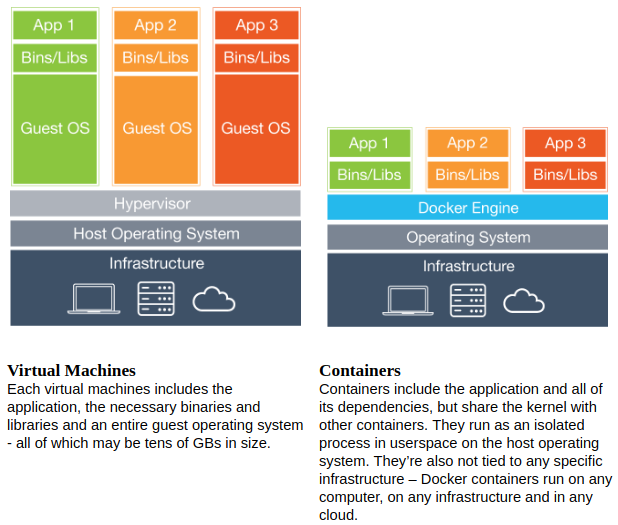 App 1
App 2
App 3
Bins/Libs
Bins/Libs
Bins/Libs
Guest OS
Guest OS
Guest OS
Hypervisor
Host Operating System
Infrastructure
App 1
App 2
App 3
Bins/Libs
Bins/Libs
Bins/Libs
Docker Engine
Operating System
Infrastructure
Virtual Machines
Each virtual machines includes the
application, the necessary binaries and
libraries and an entire guest operating system
- all of which may be tens of GBs in size.
Containers
Containers include the application and all of
its dependencies, but share the kernel with
other containers. They run as an isolated
process in userspace on the host operating
system. They’re also not tied to any specific
infrastructure – Docker containers run on any
computer, on any infrastructure and in any
cloud.